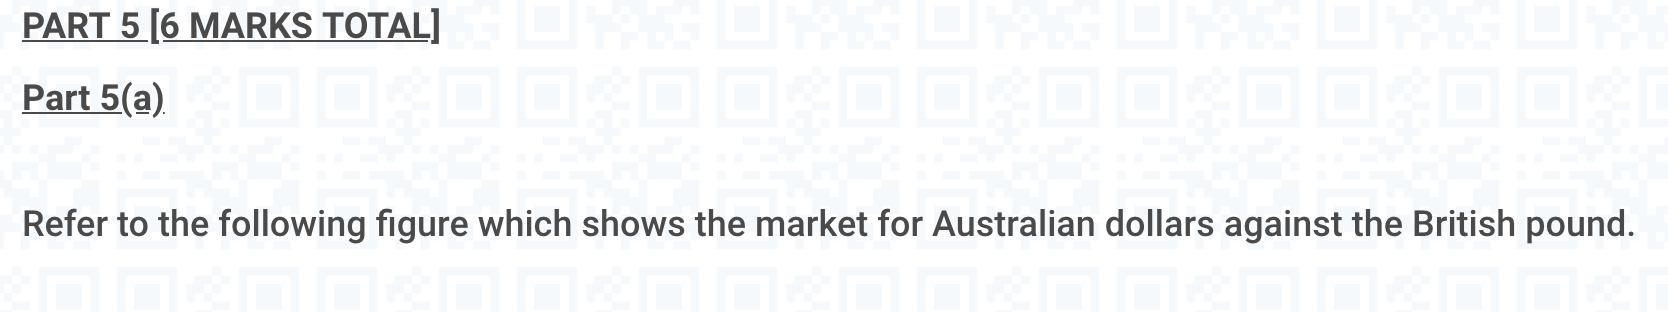 PART 5 [6 MARKS TOTAL]
Part 5(a)
Refer to the following figure which shows the market for Australian dollars against the British pound.